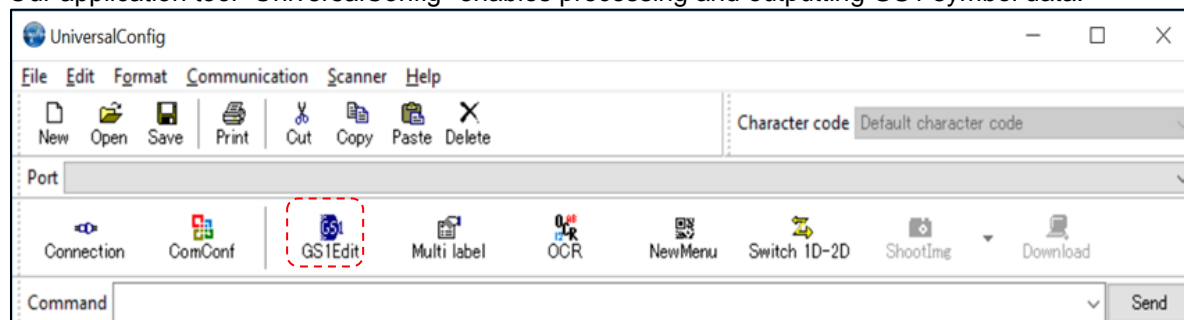 Our application tool "UniversalConfig" enables processing and outputting GS1 symbol data.
UniversalConfig
File Edit Format Communication Scanner Help
New Open Save Print Cut Copy Paste Delete Character code Default character code
Port
Connection ComConf GS1Edit Multi label OCR NewMenu Switch 1D-2D ShootImg Download
Command Send